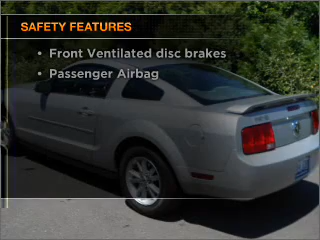 SAFETY FEATURES
• Front Ventilated disc brakes
• Passenger Airbag